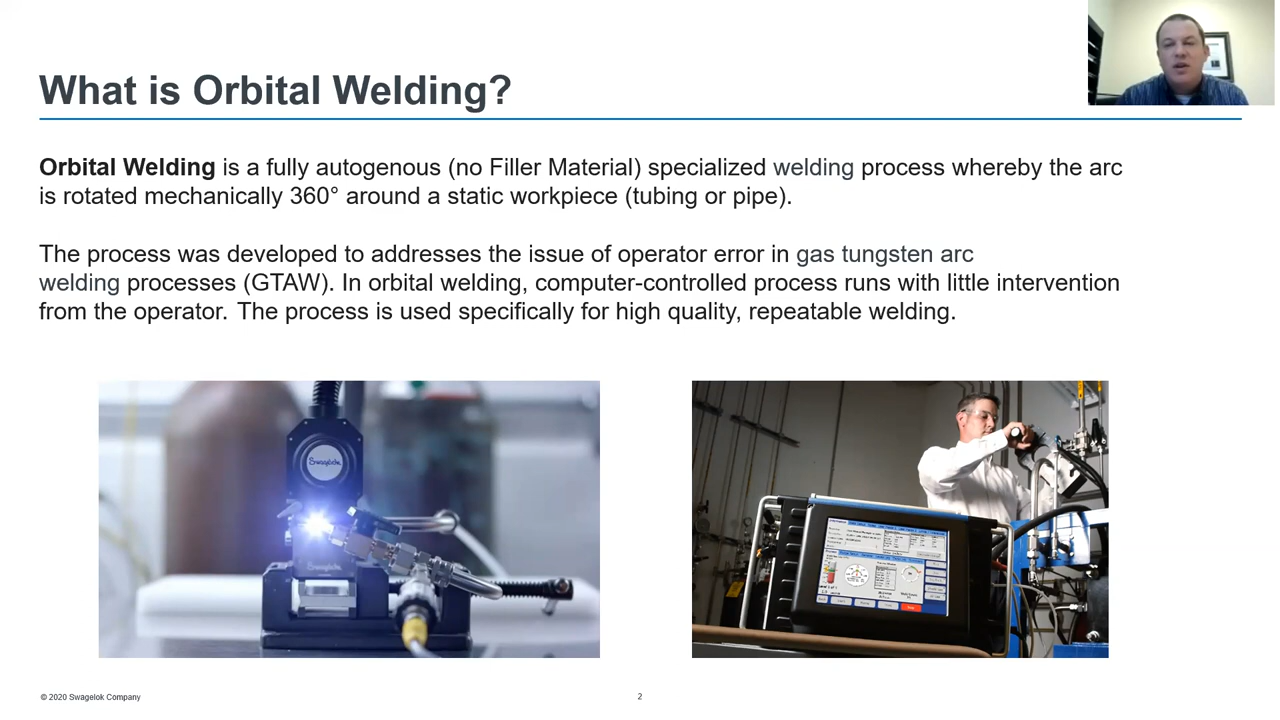 What is Orbital Welding?
Orbital Welding is a fully autogenous (no Filler Material) specialized welding process whereby the arc
is rotated mechanically 360° around a static workpiece (tubing or pipe).
The process was developed to addresses the issue of operator error in gas tungsten arc
welding processes (GTAW). In orbital welding, computer-controlled process runs with little intervention
from the operator. The process is used specifically for high quality, repeatable welding.
Swagelok
© 2020 Swagelok Company
2